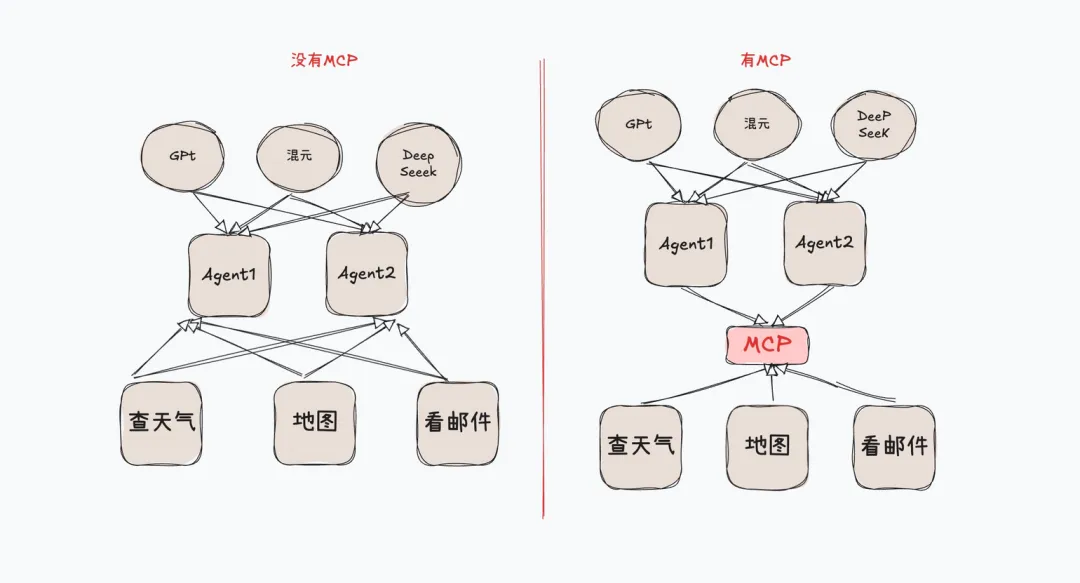 没有MCP
GPt
混元
Deep
Seeek
Agent1
Agent2
查天气
地图
看邮件
有MCP
GPt
混元
DeeP
SeeK
Agent1
Agent2
MCP
查天气
地图
看邮件